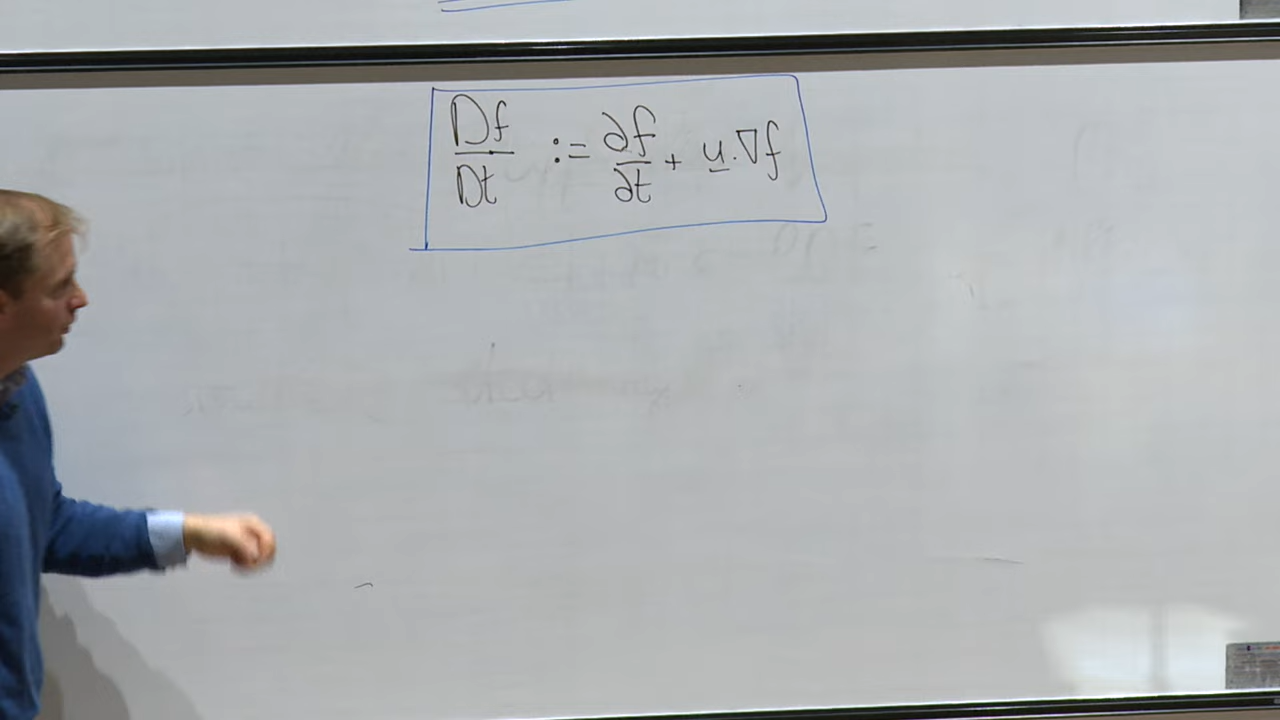 Df/Dt := ∂f/∂t + u.∇f